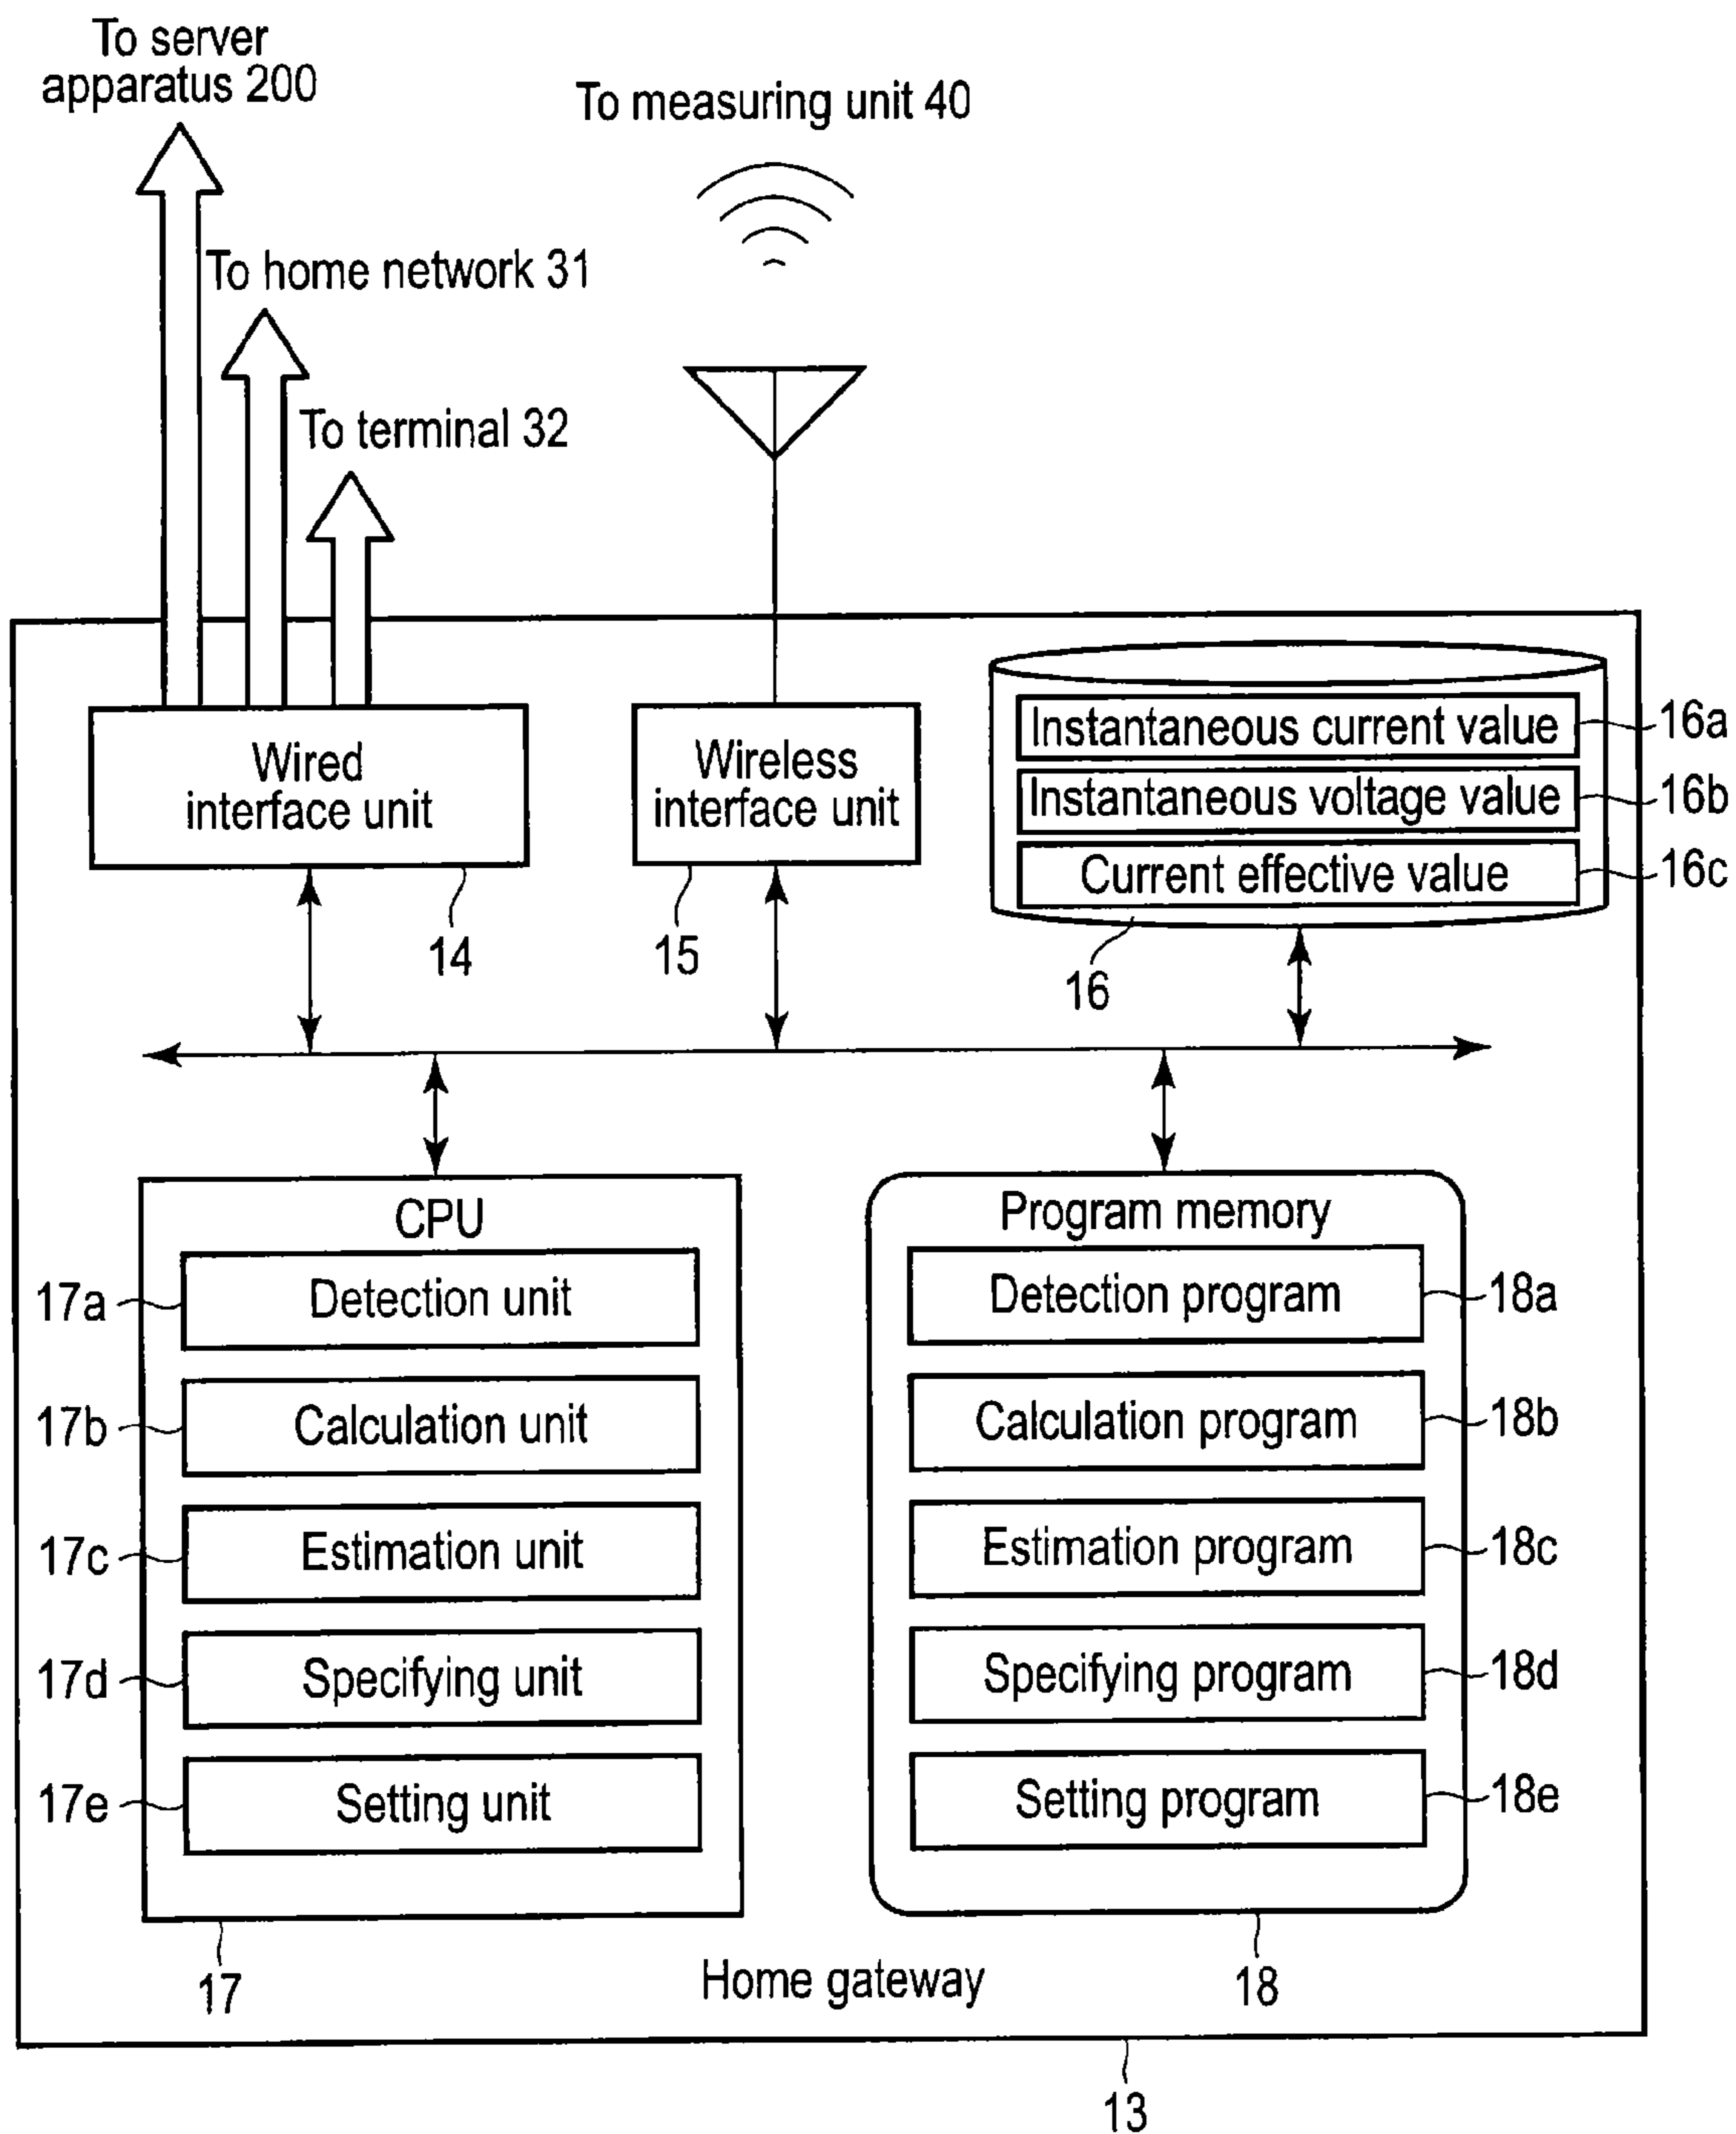 To server
apparatus 200
To measuring unit 40
To home network 31
To terminal 32
Wired
interface unit
14
Wireless
interface unit
15
Instantaneous current value
16a
Instantaneous voltage value
16b
Current effective value
16c
16
CPU
17a
Detection unit
17b
Calculation unit
17c
Estimation unit
17d
Specifying unit
17e
Setting unit
17
Program memory
Detection program
18a
Calculation program
18b
Estimation program
18c
Specifying program
18d
Setting program
18e
18
Home gateway
13